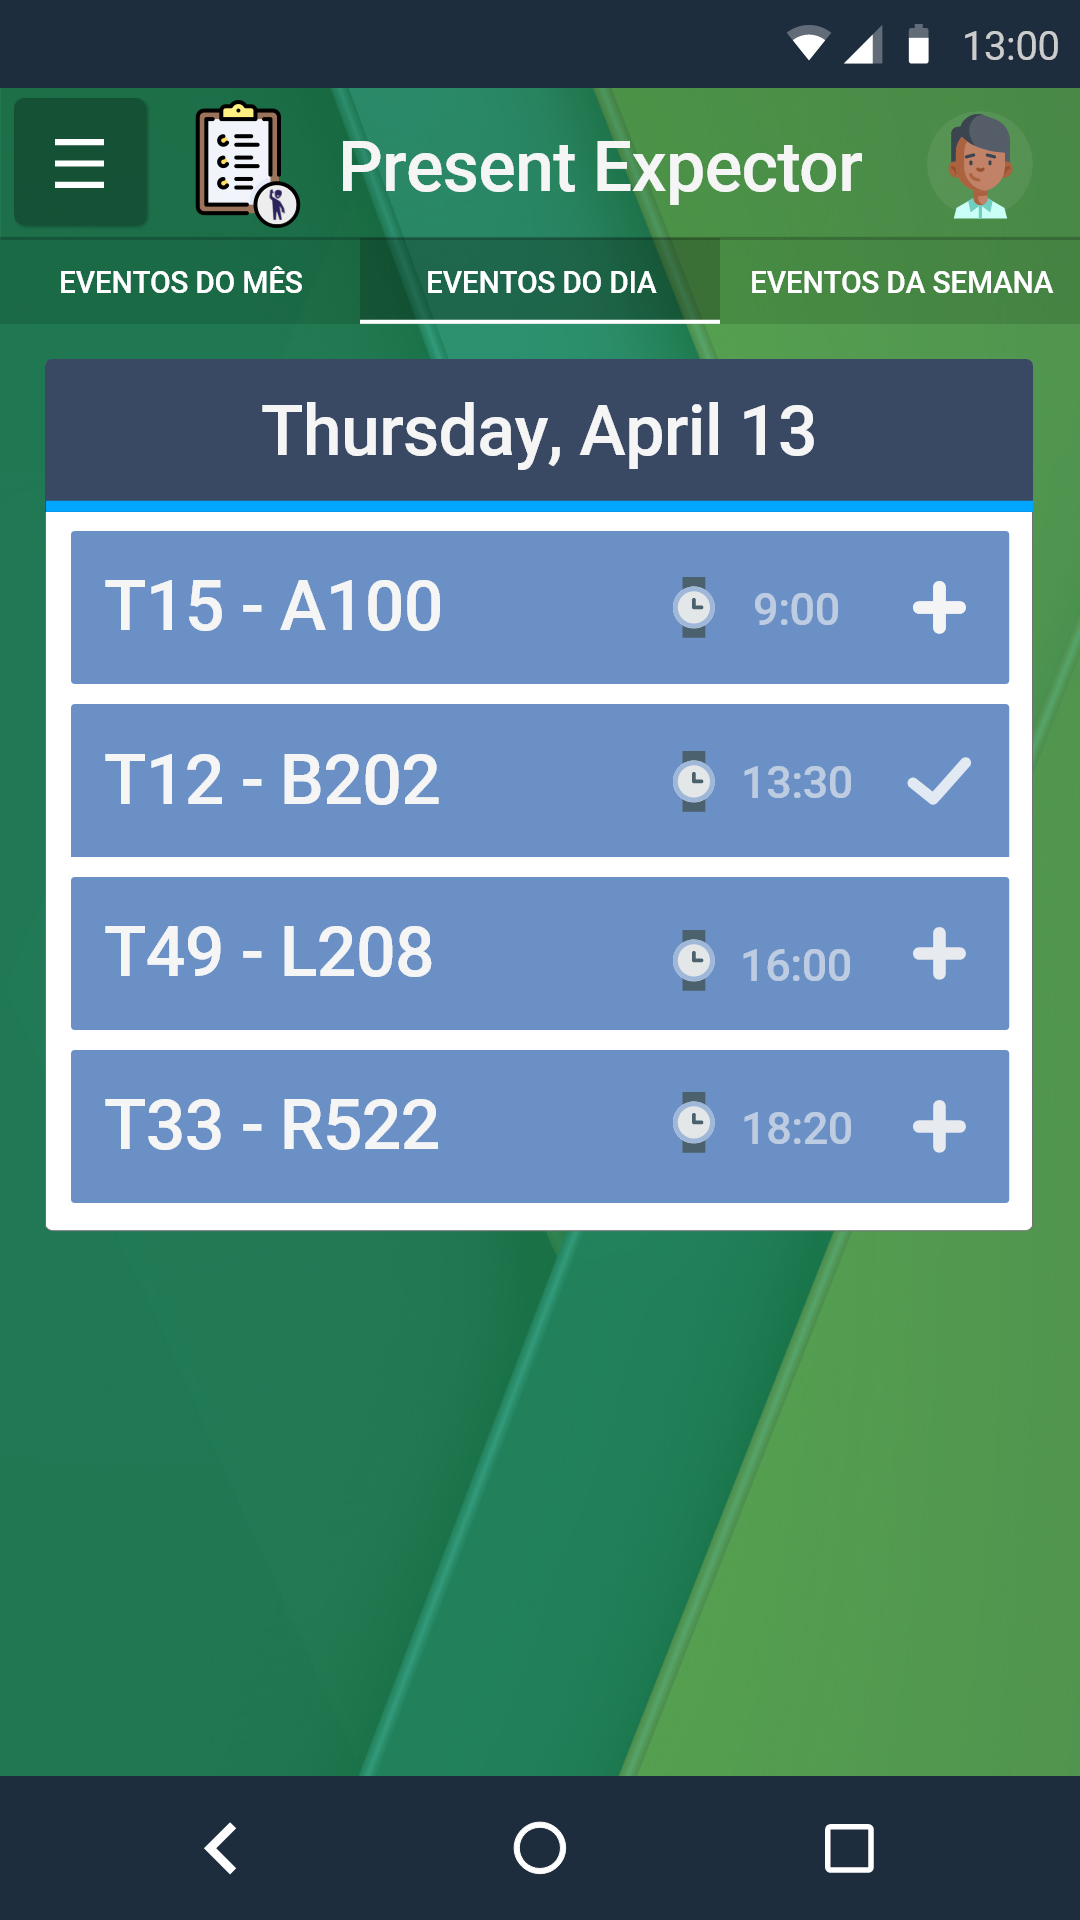 13:00
Present Expector
EVENTOS DO MÊS
EVENTOS DO DIA
EVENTOS DA SEMANA
Thursday, April 13
T15 - A100 9:00
T12 - B202 13:30
T49 - L208 16:00
T33 - R522 18:20